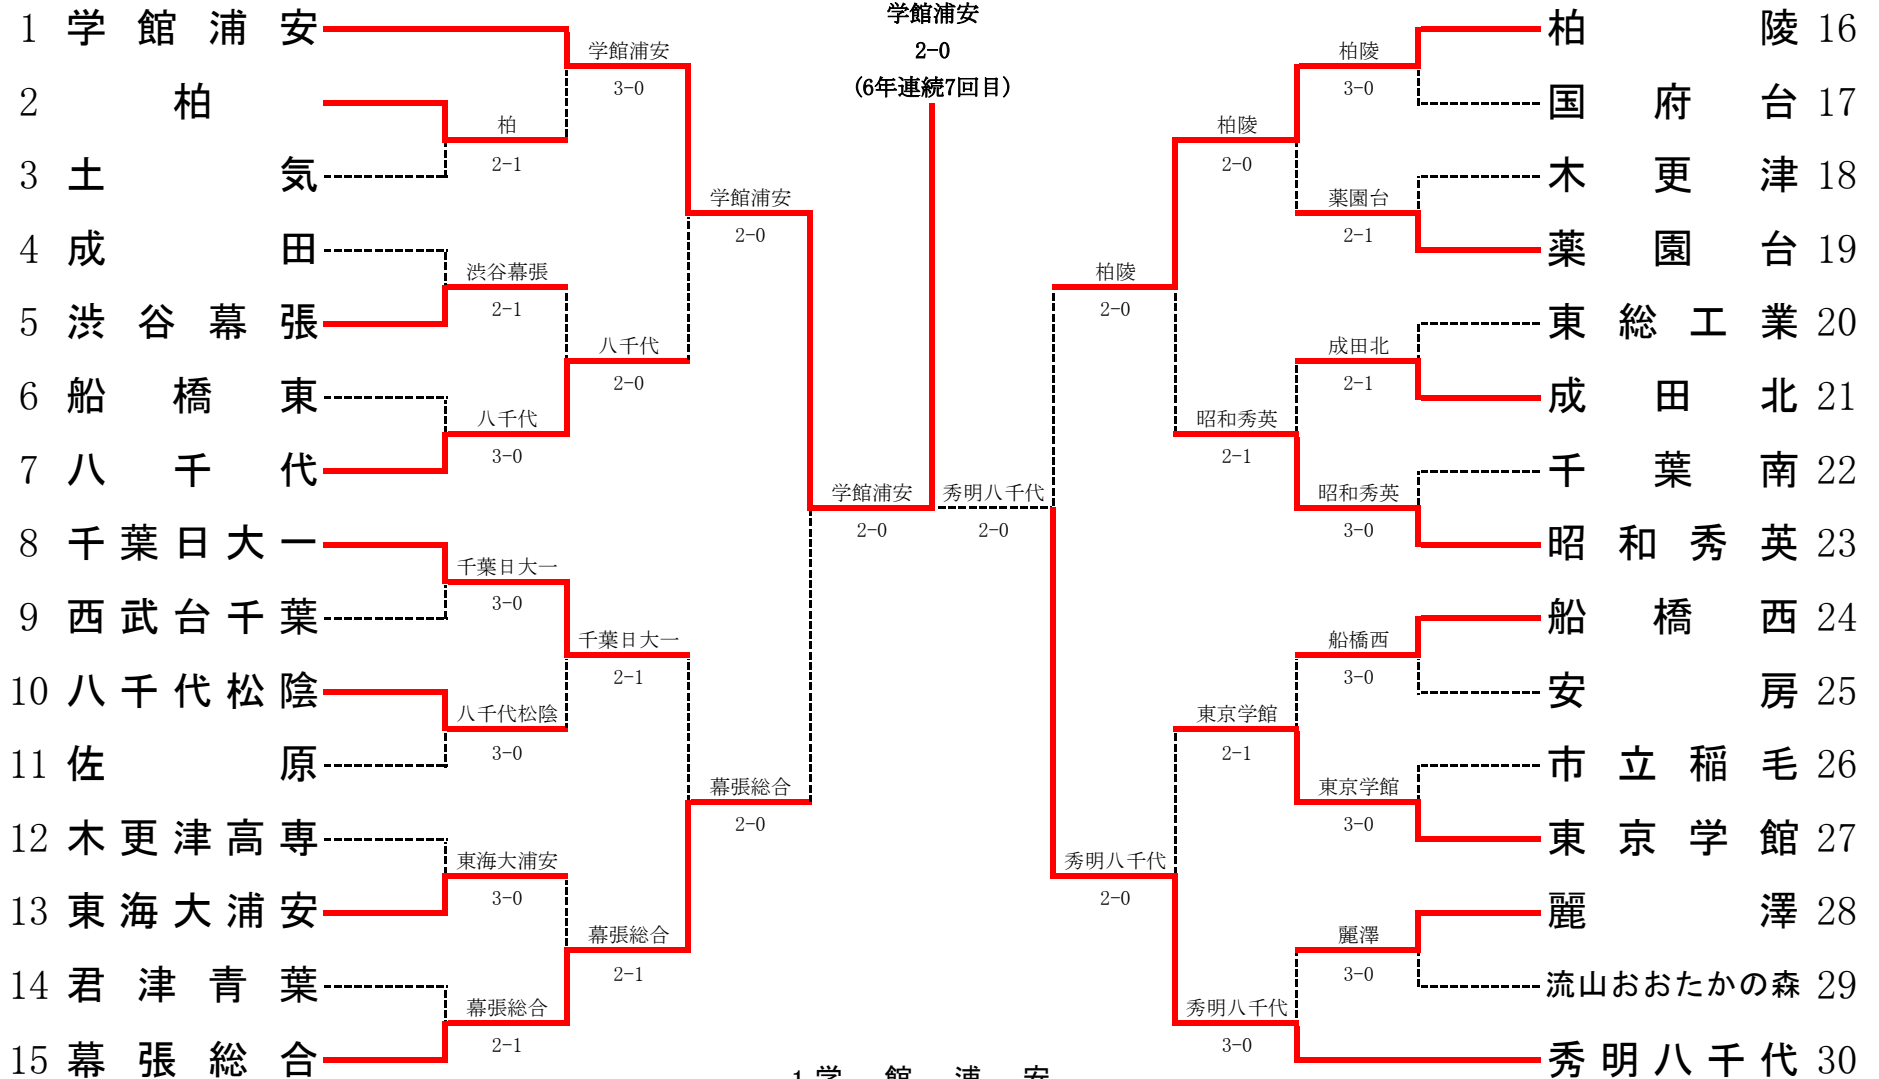 学館浦安
2-0
(6年連続7回目)
1 学館浦安
2 柏
3 土気
4 成田
5 渋谷幕張
6 船橋東
7 八千代
8 千葉日大一
9 西武台千葉
10 八千代松陰
11 佐原
12 木更津高専
13 東海大浦安
14 君津青葉
15 幕張総合
柏
2-1
渋谷幕張
2-1
八千代
3-0
千葉日大一
3-0
八千代松陰
3-0
東海大浦安
3-0
幕張総合
2-1
学館浦安
3-0
八千代
2-0
千葉日大一
2-1
幕張総合
2-1
学館浦安
2-0
幕張総合
2-0
学館浦安
2-0
秀明八千代
2-0
柏陵
2-0
秀明八千代
2-0
柏陵
2-0
昭和秀英
2-1
東京学館
2-1
秀明八千代
3-0
柏陵
3-0
薬園台
2-1
成田北
2-1
昭和秀英
3-0
船橋西
3-0
東京学館
3-0
麗澤
3-0
柏陵 16
国府台 17
木更津 18
薬園台 19
東総工業 20
成田北 21
千葉南 22
昭和秀英 23
船橋西 24
安房 25
市立稲毛 26
東京学館 27
麗澤 28
流山おおたかの森 29
秀明八千代 30
1 学館浦安